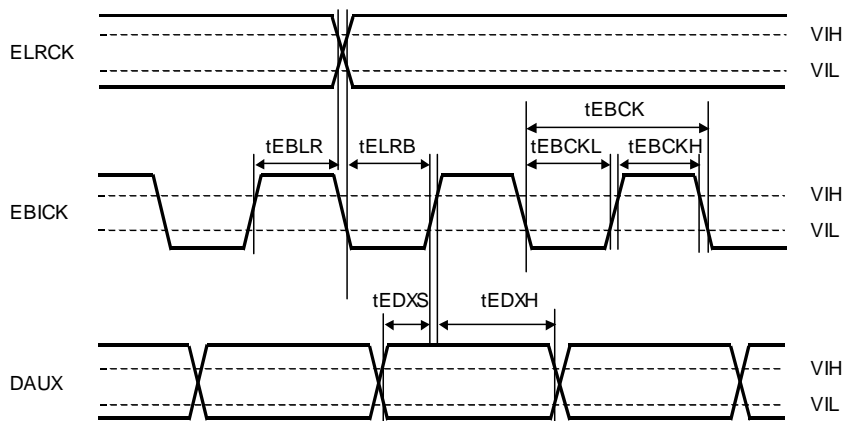 ELRCK
VIH
VIL
tEBCK
tEBLR tELRB tEBCKL tEBCKH
EBICK
VIH
VIL
tEDXS tEDXH
DAUX
VIH
VIL